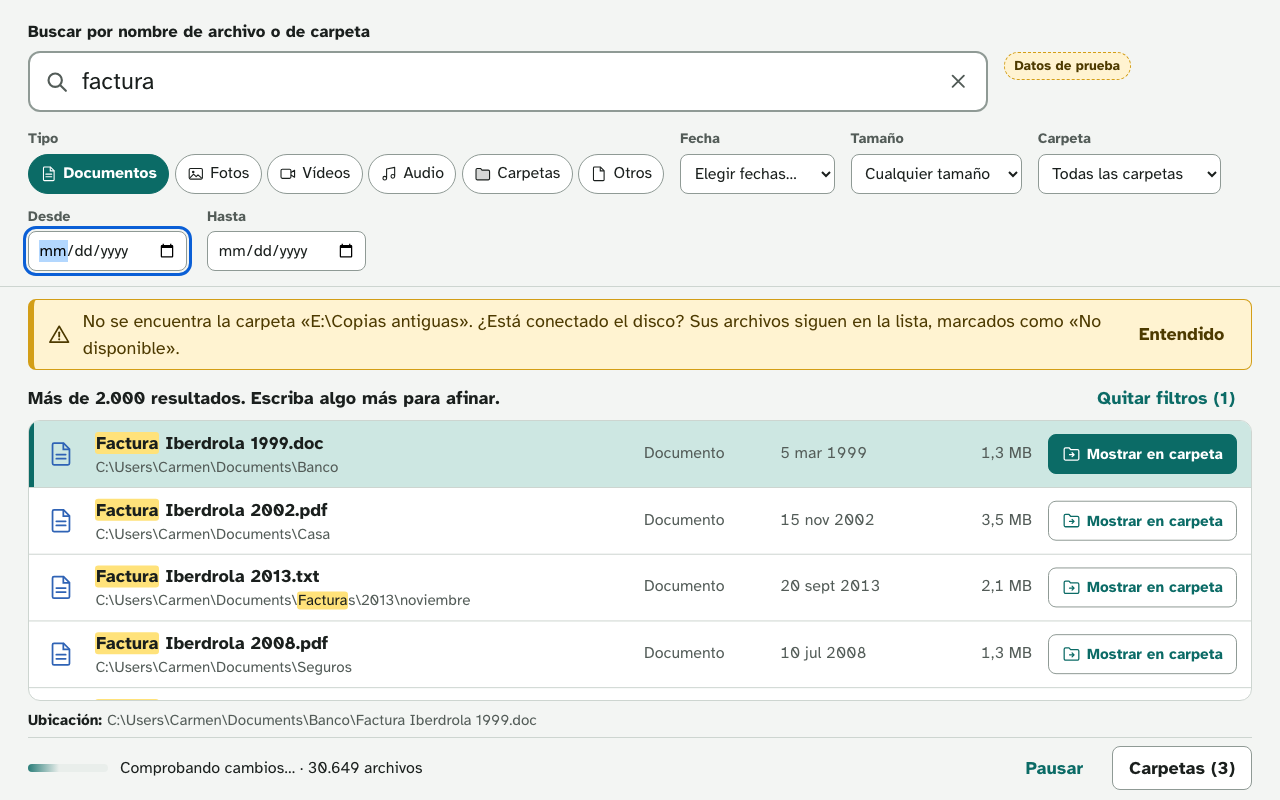 Buscar por nombre de archivo o de carpeta
factura
Datos de prueba
Tipo
Fecha
Tamaño
Carpeta
Documentos
Fotos
Vídeos
Audio
Carpetas
Otros
Elegir fechas...
Cualquier tamaño
Todas las carpetas
Desde
Hasta
mm/dd/yyyy
mm/dd/yyyy
No se encuentra la carpeta «E:\Copias antiguas». ¿Está conectado el disco? Sus archivos siguen en la lista, marcados como «No
disponible».
Entendido
Más de 2.000 resultados. Escriba algo más para afinar.
Quitar filtros (1)
Factura Iberdrola 1999.doc
C:\Users\Carmen\Documents\Banco
Documento
5 mar 1999
1,3 MB
Mostrar en carpeta
Factura Iberdrola 2002.pdf
C:\Users\Carmen\Documents\Casa
Documento
15 nov 2002
3,5 MB
Mostrar en carpeta
Factura Iberdrola 2013.txt
C:\Users\Carmen\Documents\Facturas\2013\noviembre
Documento
20 sept 2013
2,1 MB
Mostrar en carpeta
Factura Iberdrola 2008.pdf
C:\Users\Carmen\Documents\Seguros
Documento
10 jul 2008
1,3 MB
Mostrar en carpeta
Ubicación: C:\Users\Carmen\Documents\Banco\Factura Iberdrola 1999.doc
Comprobando cambios... · 30.649 archivos
Pausar
Carpetas (3)